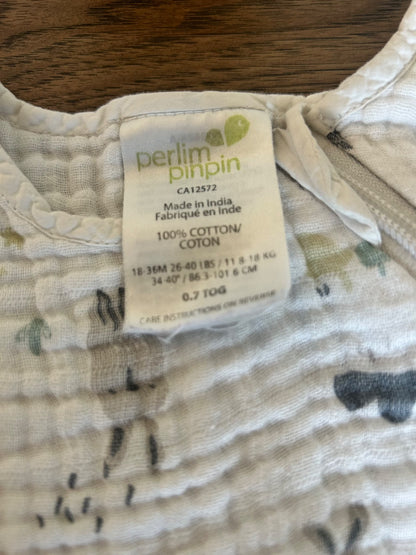 perlim
pinpin
CA12572
Made in India
Fabriqué en Inde
100% COTTON/
COTON
18-36M 26-40 LBS / 11.8-18 KG
34-40" / 86.3-101.6 CM
0.7 TOG
CARE INSTRUCTIONS ON REVERSE